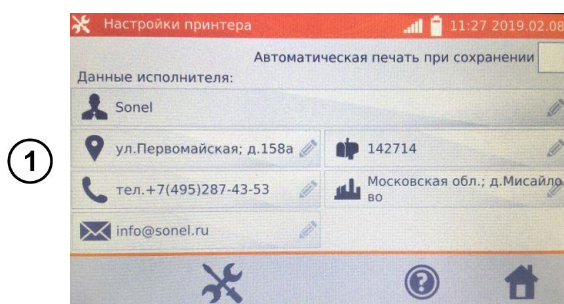 Настройки принтера 11:27 2019.02.08
Автоматическая печать при сохранении
Данные исполнителя:
Sonel
ул.Первомайская; д.158а 142714
1
тел.+7(495)287-43-53 Московская обл.; д.Мисайло
во
info@sonel.ru
?